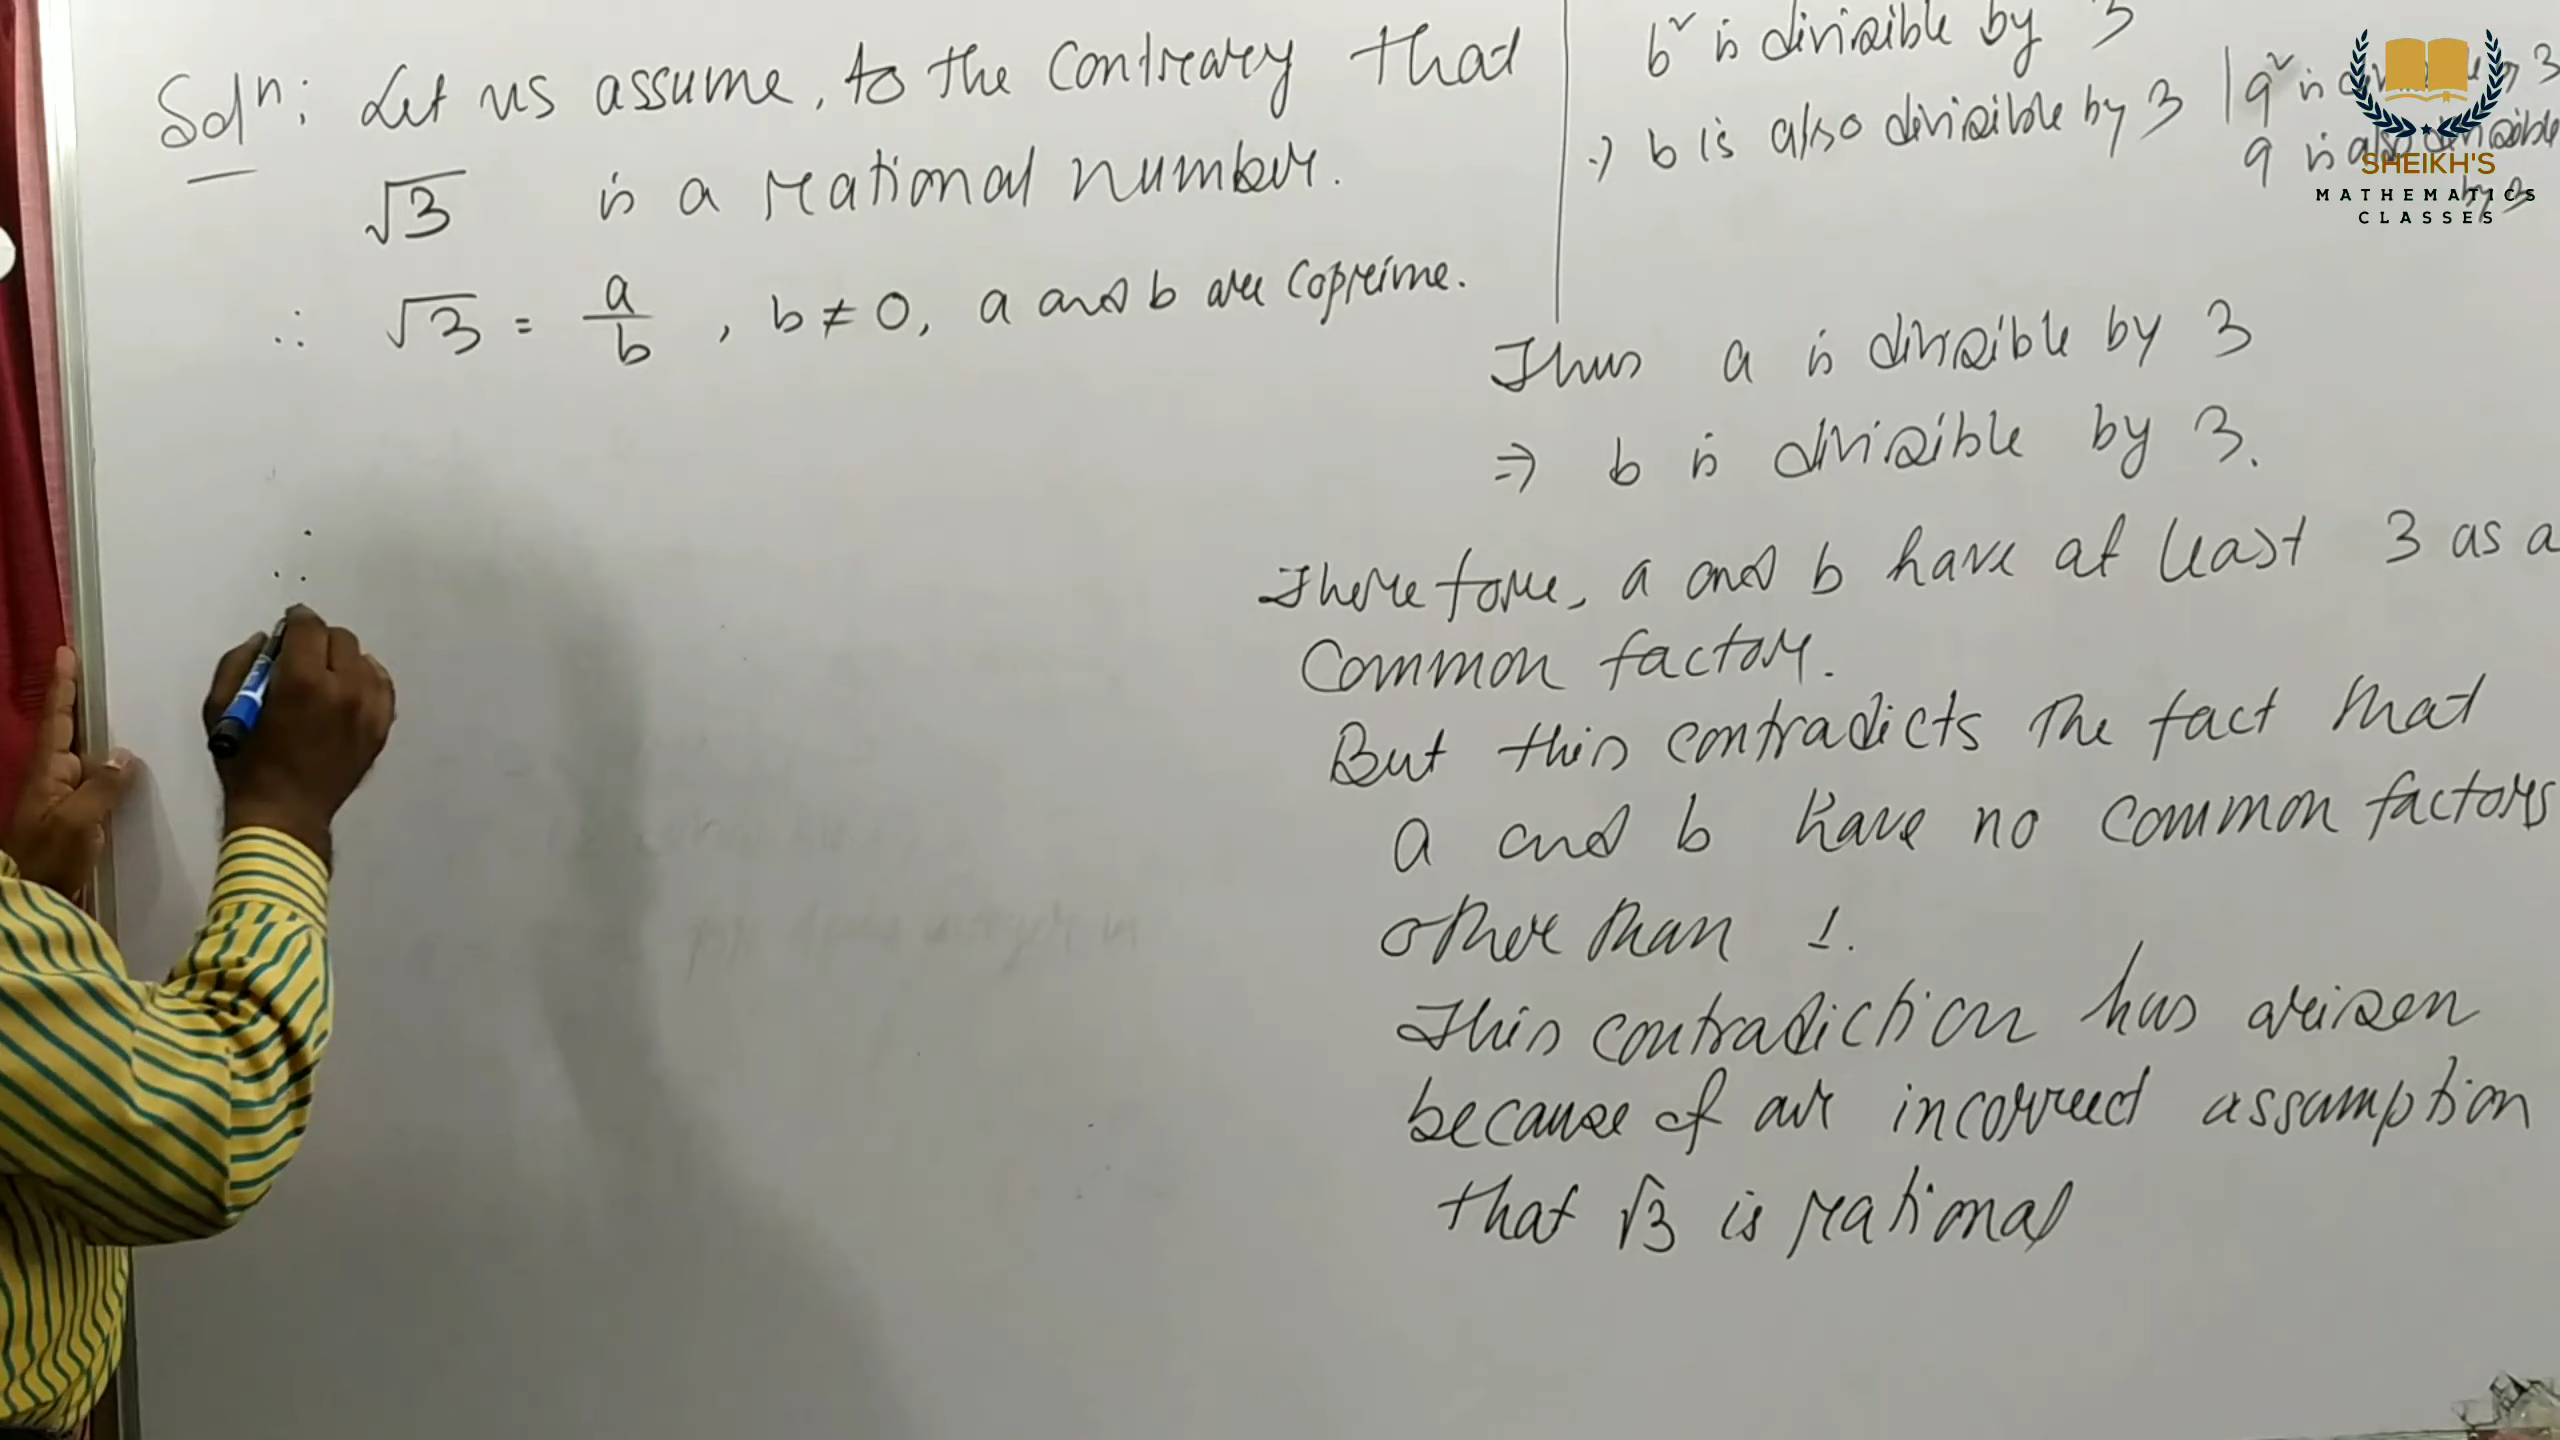 Solⁿ: Let us assume, to the contrary that
√3 is a rational number.
∴ √3 = a/b , b ≠ 0, a and b are coprime.
b² is divisible by 3
⇒ b is also divisible by 3
9² is
9 is also divisible
by 3
Thus a is divisible by 3
⇒ b is divisible by 3.
Therefore, a and b have at least 3 as a
Common factor.
But this contradicts the fact that
a and b have no common factors
other than 1.
This contradiction has arisen
because of our incorrect assumption
that √3 is rational
SHEIKH'S
MATHEMATICS
CLASSES